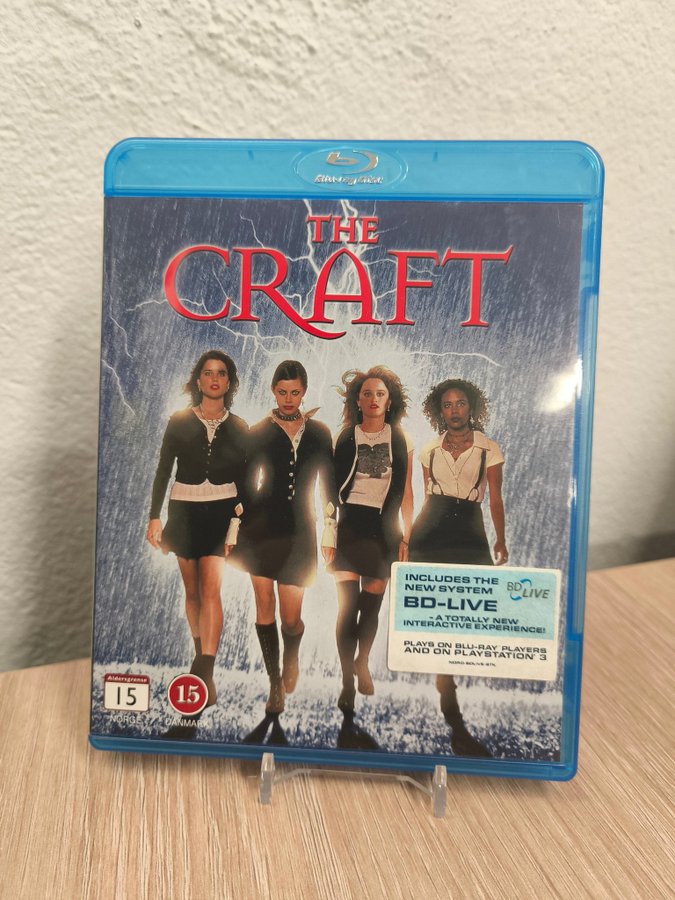 Blu-ray Disc
THE
CRAFT
INCLUDES THE
NEW SYSTEM
BD-LIVE
- A TOTALLY NEW
INTERACTIVE EXPERIENCE!
BD LIVE
PLAYS ON BLU-RAY PLAYERS
AND ON PLAYSTATION 3
Aldersgrense
15
NORGE
15
DANMARK